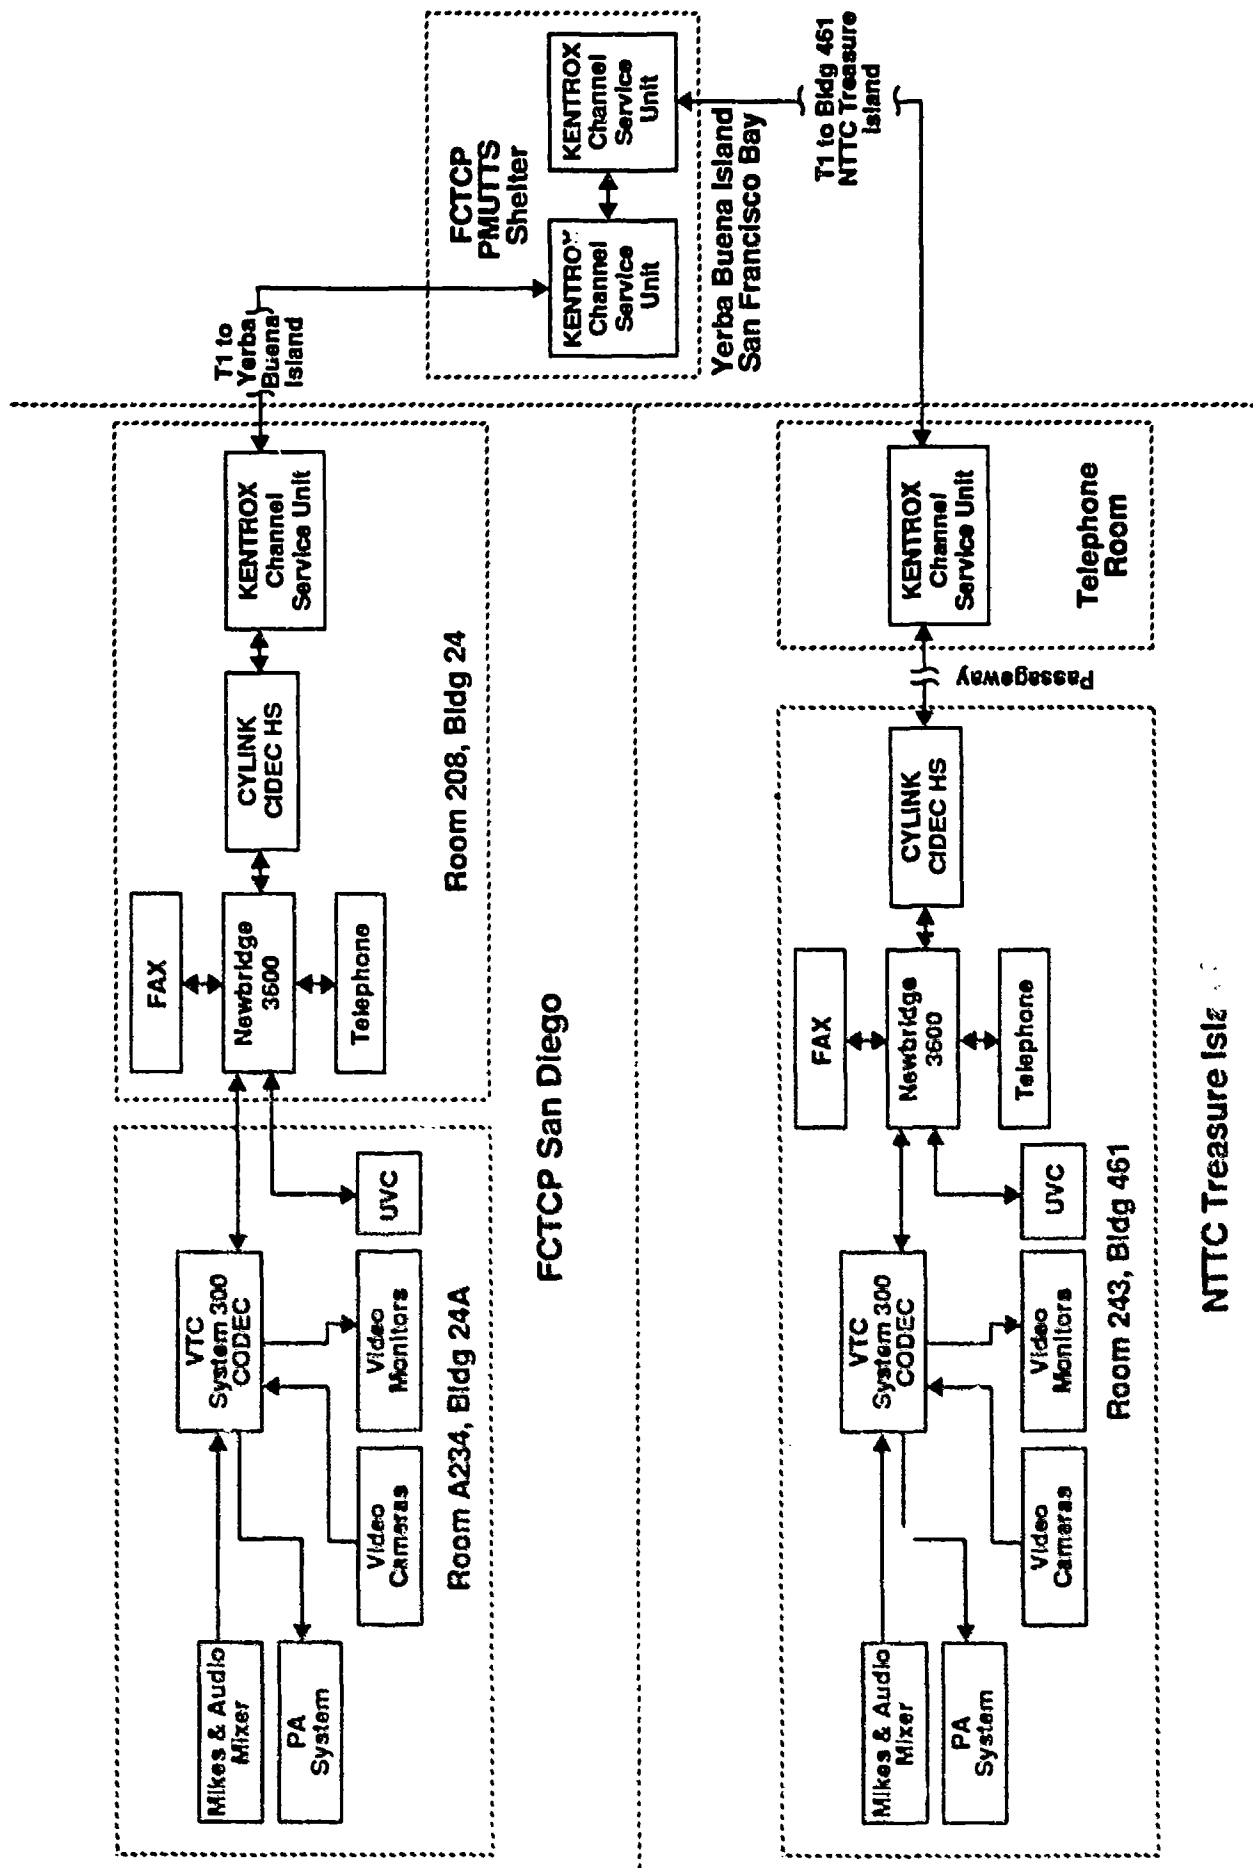 Mikes & Audio
Mixer
PA
System
VTC
System 300
CODEC
Video
Cameras
Video
Monitors
UVC
Room A234, Bldg 24A
FAX
Newbridge
3600
Telephone
CYLINK
CIDEC HS
KENTROX
Channel
Service Unit
Room 208, Bldg 24
FCTCP San Diego
T1 to
Yerba
Buena
Island
FCTCP
PMUTTS
Shelter
KENTROX
Channel
Service
Unit
KENTROX
Channel
Service
Unit
Yerba Buena Island
San Francisco Bay
T1 to Bldg 461
NTTC Treasure
Island
Mikes & Audio
Mixer
PA
System
VTC
System 300
CODEC
Video
Cameras
Video
Monitors
UVC
Room 243, Bldg 461
FAX
Newbridge
3600
Telephone
CYLINK
CIDEC HS
Passageway
KENTROX
Channel
Service Unit
Telephone
Room
NTTC Treasure